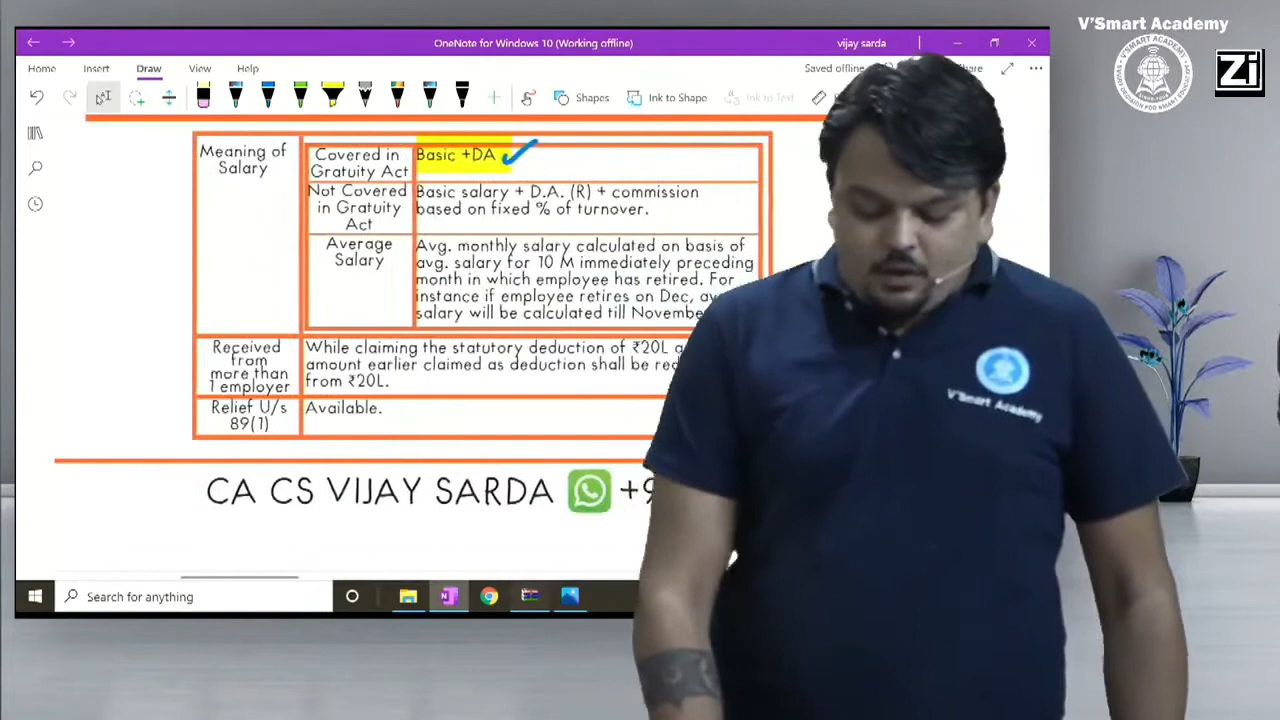 V'Smart Academy
OneNote for Windows 10 (Working offline)
vijay sarda
Home
Insert
Draw
View
Help
Saved offline
Shapes
Ink to Shape
Ink to Text
Zi
Meaning of
Salary
Covered in
Gratuity Act
Basic +DA
Not Covered
in Gratuity
Act
Basic salary + D.A. (R) + commission
based on fixed % of turnover.
Average
Salary
Avg. monthly salary calculated on basis of
avg. salary for 10 M immediately preceding
month in which employee has retired. For
instance if employee retires on Dec,
salary will be calculated till November
Received
from
more than
1 employer
While claiming the statutory deduction of ₹20L
amount earlier claimed as deduction shall be
from ₹20L.
Relief U/s
89(1)
Available.
CA CS VIJAY SARDA
Search for anything
V'Smart Academy